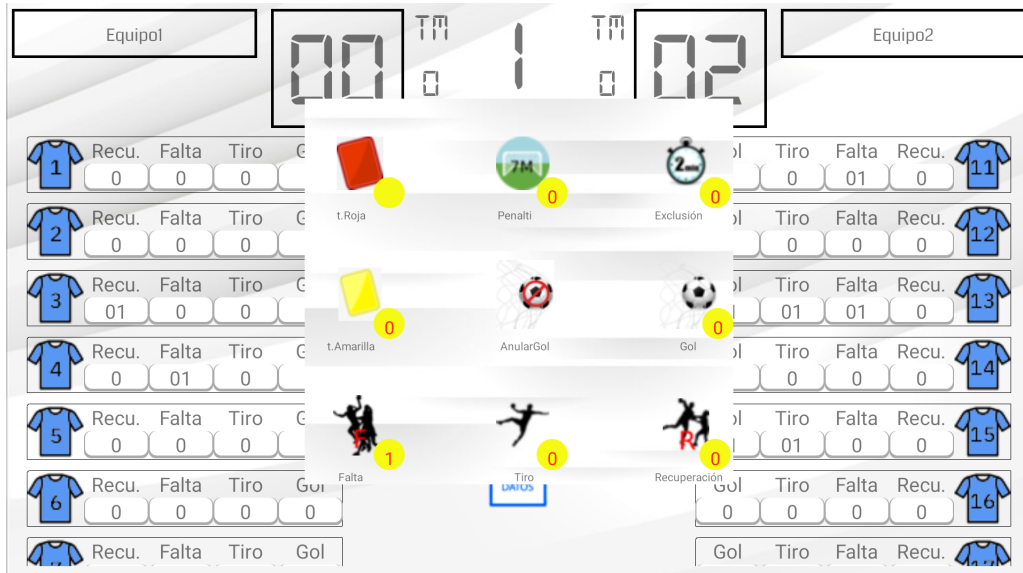 Equipo1 00 TM 1 TM 02 Equipo2
0 0
1 Recu. Falta Tiro
0 0 0
2 Recu. Falta Tiro
0 0 0
3 Recu. Falta Tiro
01 0 0
4 Recu. Falta Tiro
0 01 0
5 Recu. Falta Tiro
0 0 0
6 Recu. Falta Tiro Gol
0 0 0 0
Recu. Falta Tiro Gol
7M 0 2min 0
t.Roja Penalti Exclusión
0 0
t.Amarilla AnularGol Gol
F 1 0 R 0
Falta Tiro Recuperación
DATOS
Tiro Falta Recu. 11
0 01 0
Tiro Falta Recu. 12
0 0 0
Tiro Falta Recu. 13
01 01 0
Tiro Falta Recu. 14
0 0 0
Tiro Falta Recu. 15
01 0 0
Gol Tiro Falta Recu. 16
0 0 0 0
Gol Tiro Falta Recu.